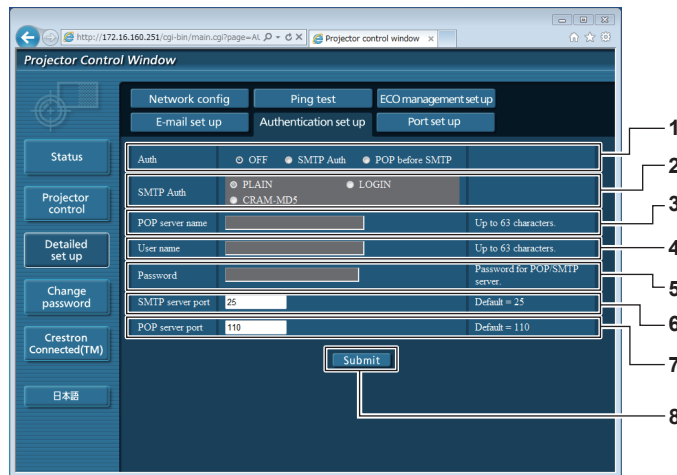 http://172.16.160.251/cgi-bin/main.cgi?page=AU
Projector control window
Projector Control Window
Network config Ping test ECO management set up
E-mail set up Authentication set up Port set up
Status
Projector
control
Detailed
set up
Change
password
Crestron
Connected(TM)
日本語
Auth OFF SMTP Auth POP before SMTP 1
SMTP Auth PLAIN LOGIN
CRAM-MD5 2
POP server name Up to 63 characters. 3
User name Up to 63 characters. 4
Password Password for POP/SMTP
server. 5
SMTP server port 25 Default = 25 6
POP server port 110 Default = 110 7
Submit 8